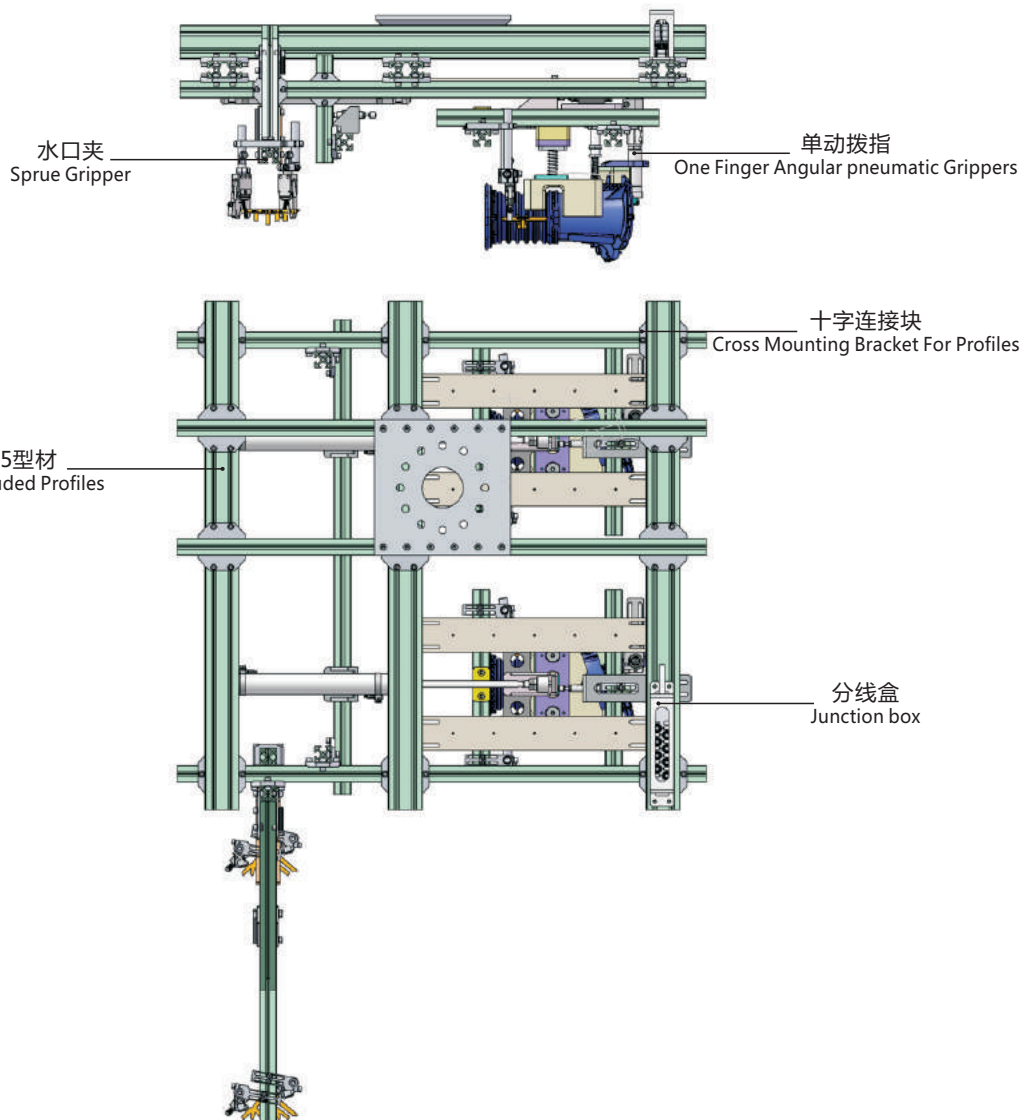 水口夹
Sprue Gripper
单动拨指
One Finger Angular pneumatic Grippers
十字连接块
Cross Mounting Bracket For Profiles
5型材
Profiles
分线盒
Junction box